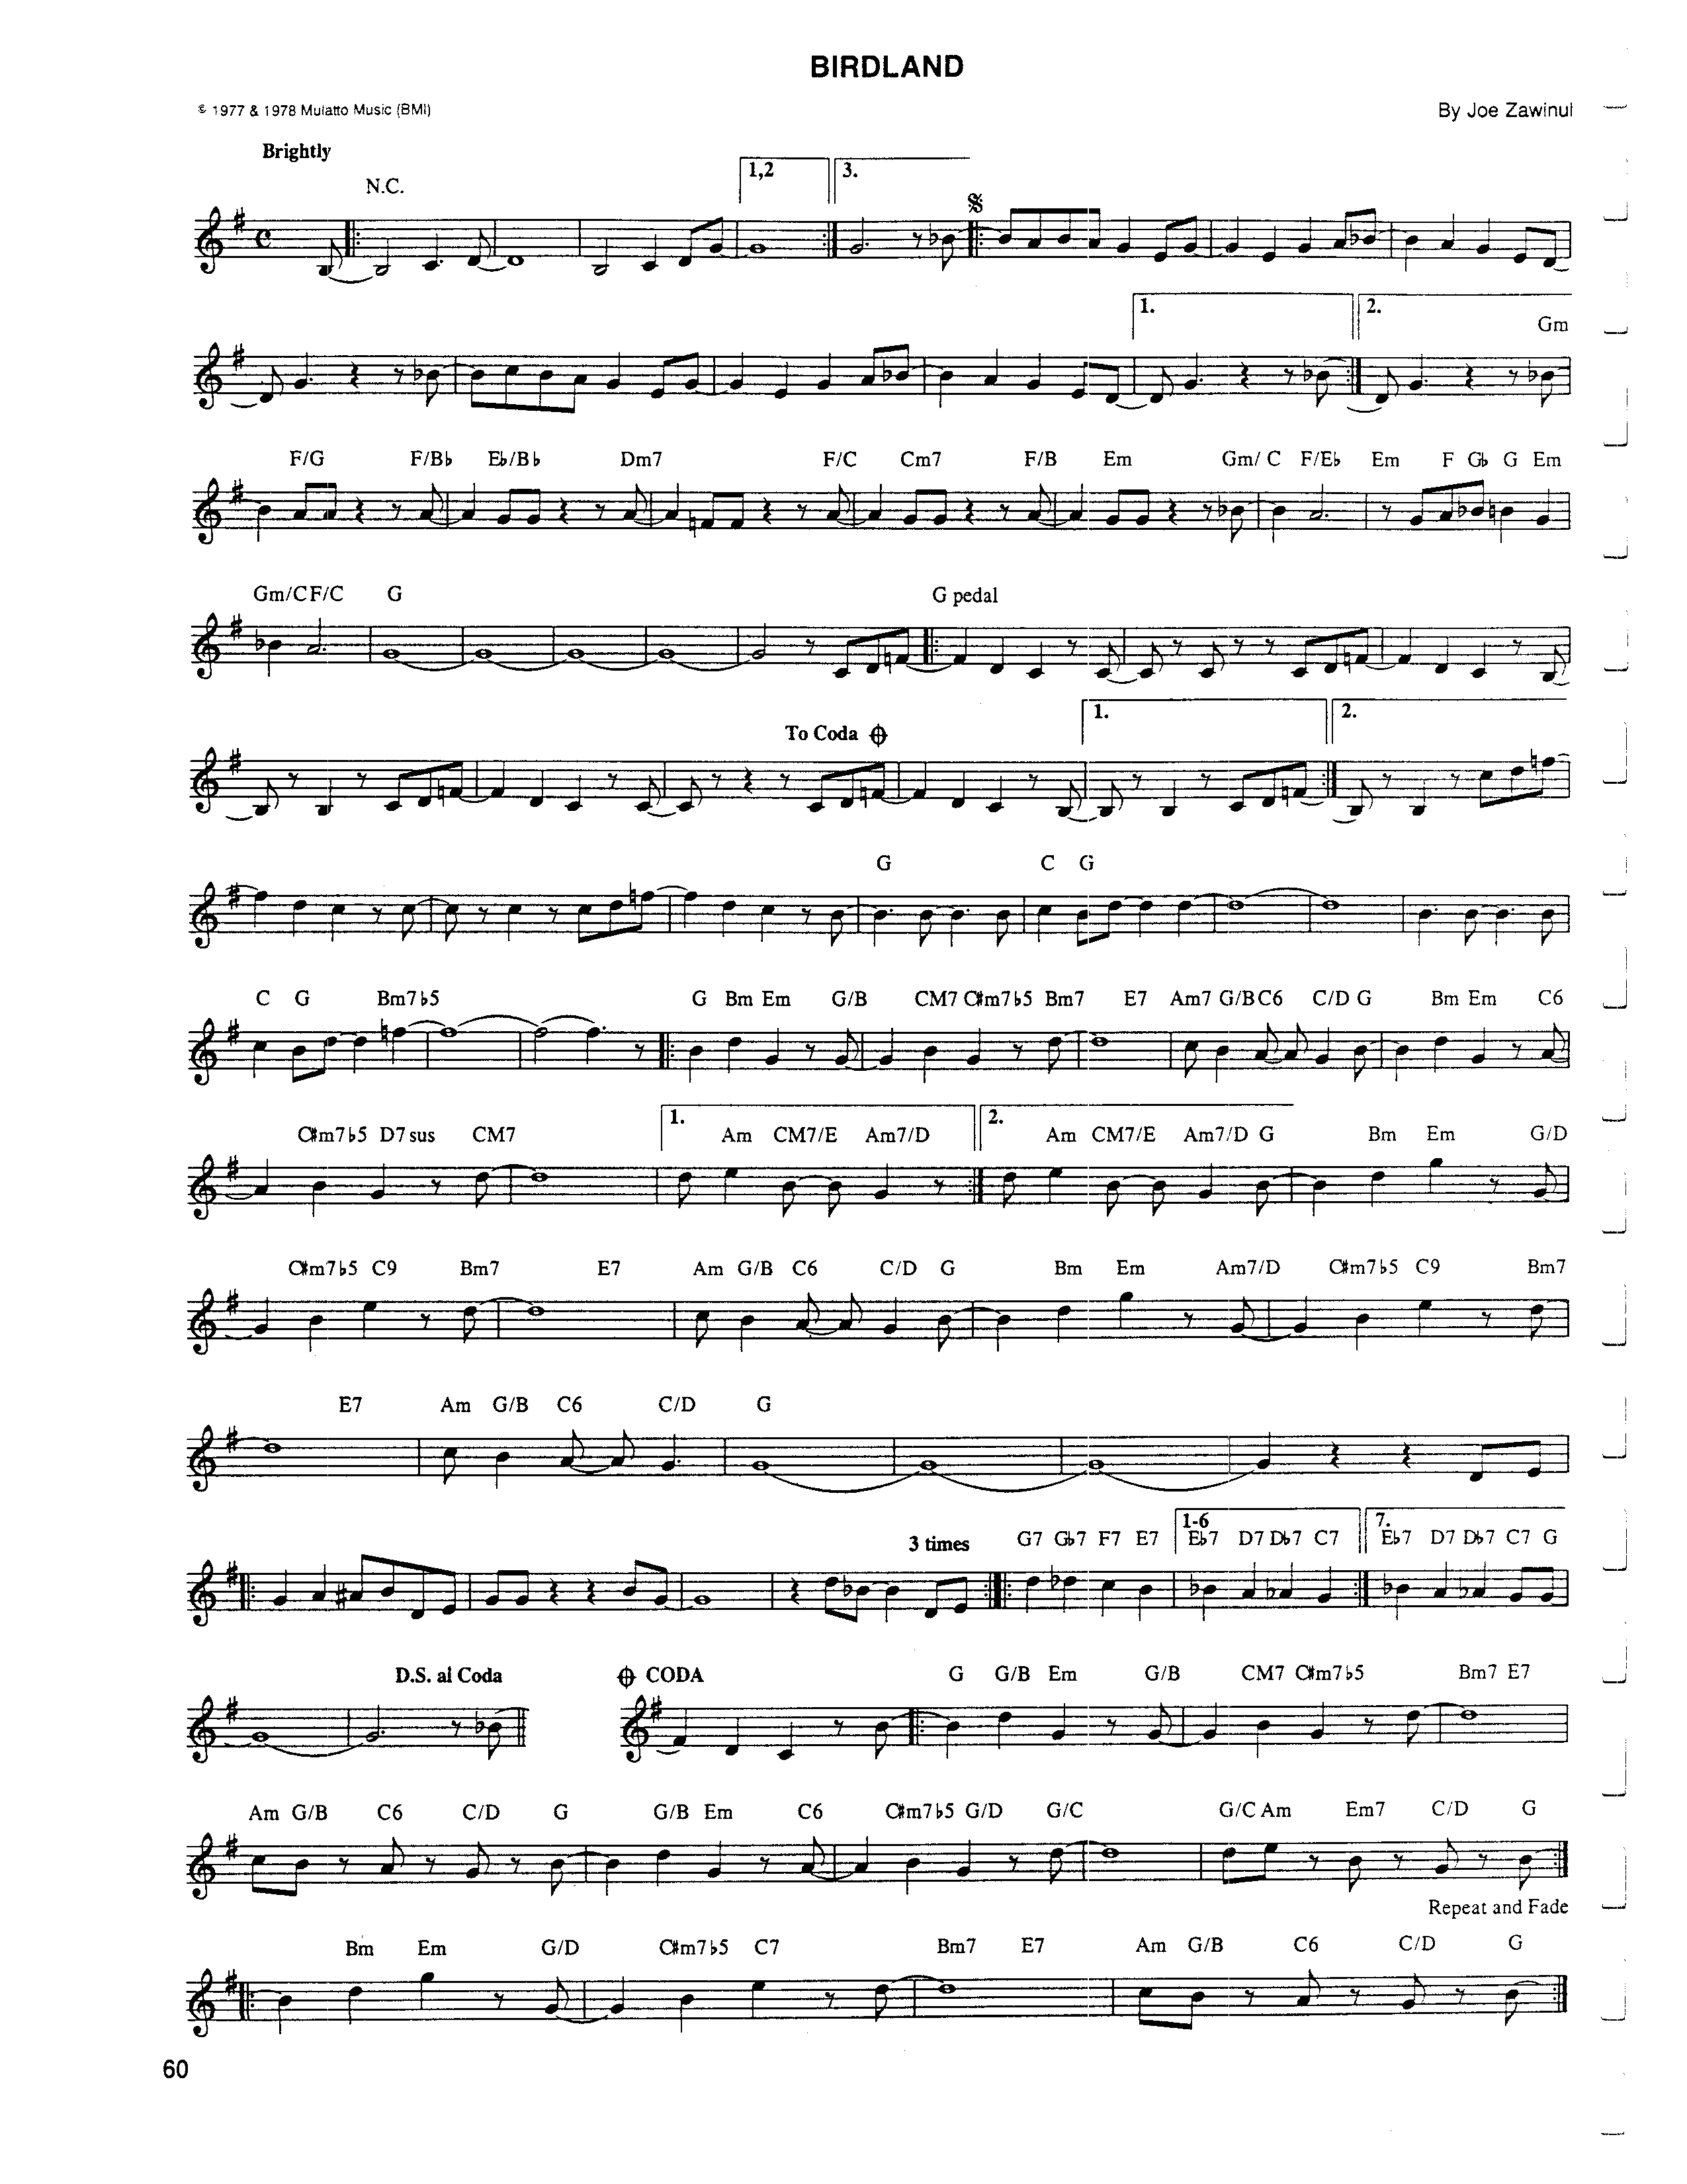 BIRDLAND
© 1977 & 1978 Mulatto Music (BMI)
By Joe Zawinul
Brightly
N.C.
1,2
3.
1.
2.
Gm
F/G F/B♭ E♭/B♭ Dm7 F/C Cm7 F/B Em Gm/C F/E♭ Em F G♭ G Em
Gm/C F/C G G pedal
To Coda
1.
2.
G C G
C G Bm7♭5 G Bm Em G/B CM7 C#m7♭5 Bm7 E7 Am7 G/B C6 C/D G Bm Em C6
C#m7♭5 D7sus CM7
1. Am CM7/E Am7/D
2. Am CM7/E Am7/D G Bm Em G/D
C#m7♭5 C9 Bm7 E7 Am G/B C6 C/D G Bm Em Am7/D C#m7♭5 C9 Bm7
E7 Am G/B C6 C/D G
3 times
G7 G♭7 F7 E7
1-6
E♭7 D7 D♭7 C7
7.
E♭7 D7 D♭7 C7 G
D.S. al Coda
CODA
G G/B Em G/B CM7 C#m7♭5 Bm7 E7
Am G/B C6 C/D G G/B Em C6 C#m7♭5 G/D G/C G/C Am Em7 C/D G
Repeat and Fade
Bm Em G/D C#m7♭5 C7 Bm7 E7 Am G/B C6 C/D G
60